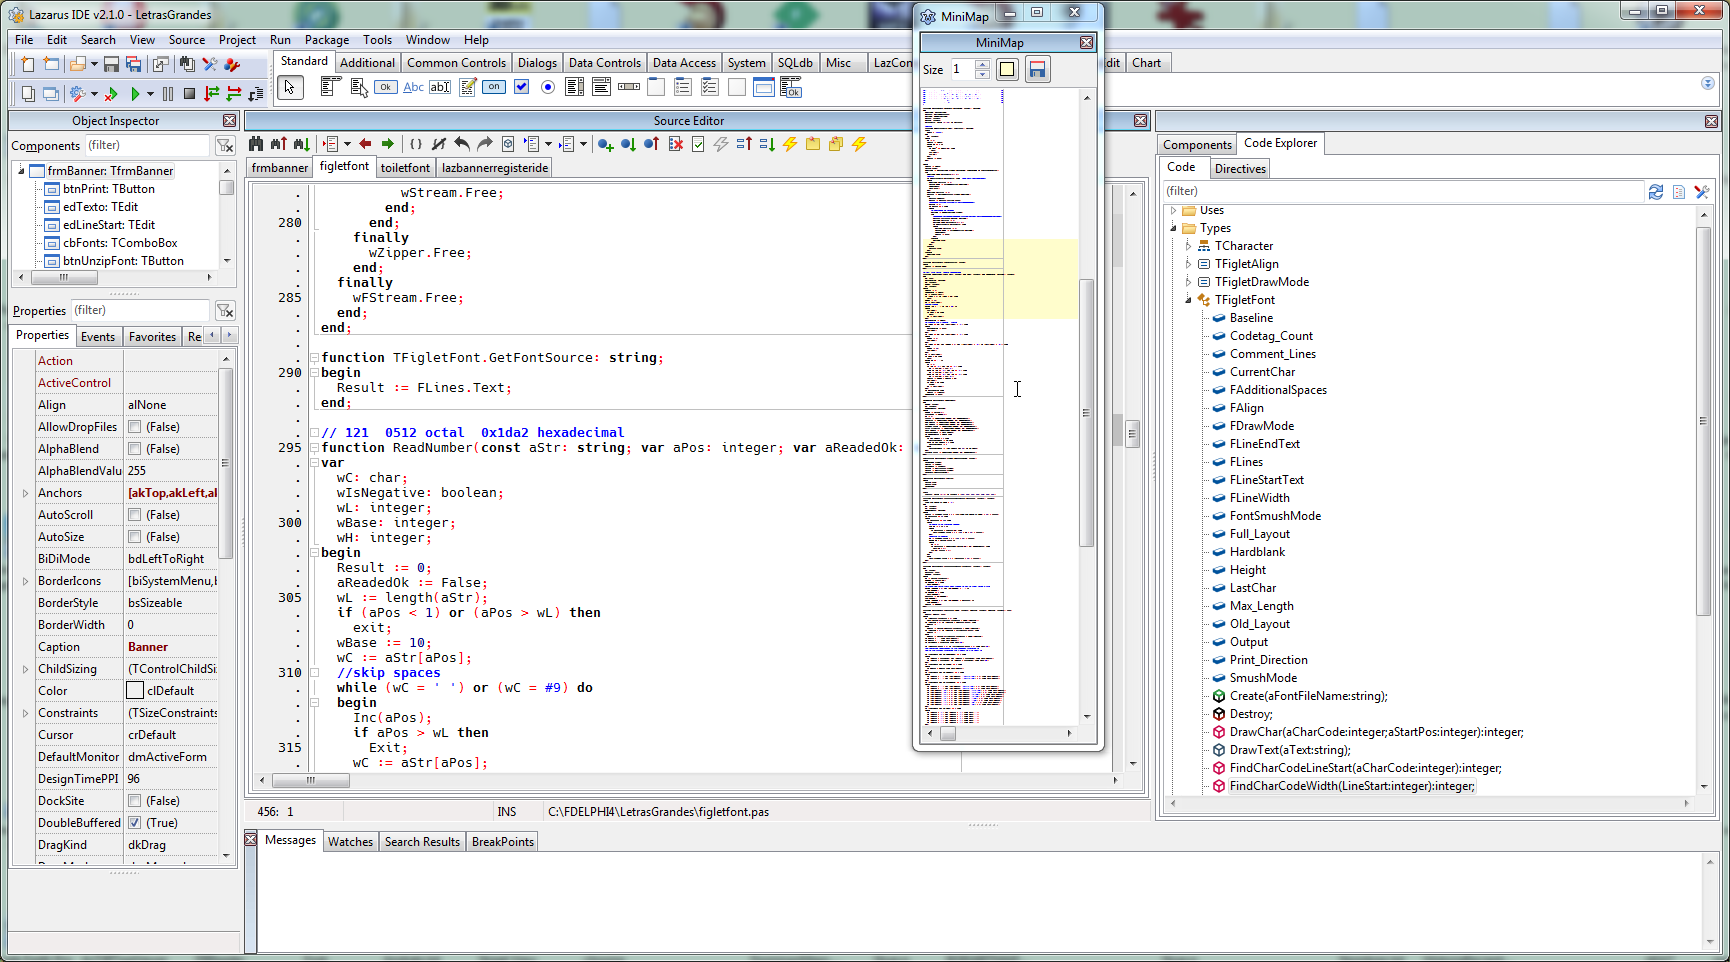 Lazarus IDE v2.1.0 - LetrasGrandes
File Edit Search View Source Project Run Package Tools Window Help
Standard Additional Common Controls Dialogs Data Controls Data Access System SQLdb Misc LazCon dit Chart
Ok Abc abI on Ok
Object Inspector
Components (filter)
frmBanner: TfrmBanner
btnPrint: TButton
edTexto: TEdit
edLineStart: TEdit
cbFonts: TComboBox
btnUnzipFont: TButton
Properties (filter)
Properties Events Favorites Re
Action
ActiveControl
Align alNone
AllowDropFiles (False)
AlphaBlend (False)
AlphaBlendValu 255
Anchors [akTop,akLeft,al
AutoScroll (False)
AutoSize (False)
BiDiMode bdLeftToRight
BorderIcons [biSystemMenu,b
BorderStyle bsSizeable
BorderWidth 0
Caption Banner
ChildSizing (TControlChildSi
Color clDefault
Constraints (TSizeConstraints
Cursor crDefault
DefaultMonitor dmActiveForm
DesignTimePPI 96
DockSite (False)
DoubleBuffered (True)
DragKind dkDrag
Source Editor
frmbanner figletfont toiletfont lazbannerregisteride
wStream.Free;
end;
280 end;
finally
wZipper.Free;
end;
finally
285 wFStream.Free;
end;
end;
function TFigletFont.GetFontSource: string;
290 begin
Result := FLines.Text;
end;
// 121 0512 octal 0x1da2 hexadecimal
295 function ReadNumber(const aStr: string; var aPos: integer; var aReadedOk:
var
wC: char;
wIsNegative: boolean;
wL: integer;
300 wBase: integer;
wH: integer;
begin
Result := 0;
aReadedOk := False;
305 wL := length(aStr);
if (aPos < 1) or (aPos > wL) then
exit;
wBase := 10;
wC := aStr[aPos];
310 //skip spaces
while (wC = ' ') or (wC = #9) do
begin
Inc(aPos);
if aPos > wL then
315 Exit;
wC := aStr[aPos];
456: 1 INS C:\FDELPHI4\LetrasGrandes\figletfont.pas
MiniMap
MiniMap
Size 1
Components Code Explorer
Code Directives
(filter)
Uses
Types
TCharacter
TFigletAlign
TFigletDrawMode
TFigletFont
Baseline
Codetag_Count
Comment_Lines
CurrentChar
FAdditionalSpaces
FAlign
FDrawMode
FLineEndText
FLines
FLineStartText
FLineWidth
FontSmushMode
Full_Layout
Hardblank
Height
LastChar
Max_Length
Old_Layout
Output
Print_Direction
SmushMode
Create(aFontFileName:string);
Destroy;
DrawChar(aCharCode:integer;aStartPos:integer):integer;
DrawText(aText:string);
FindCharCodeLineStart(aCharCode:integer):integer;
FindCharCodeWidth(LineStart:integer):integer;
Messages Watches Search Results BreakPoints